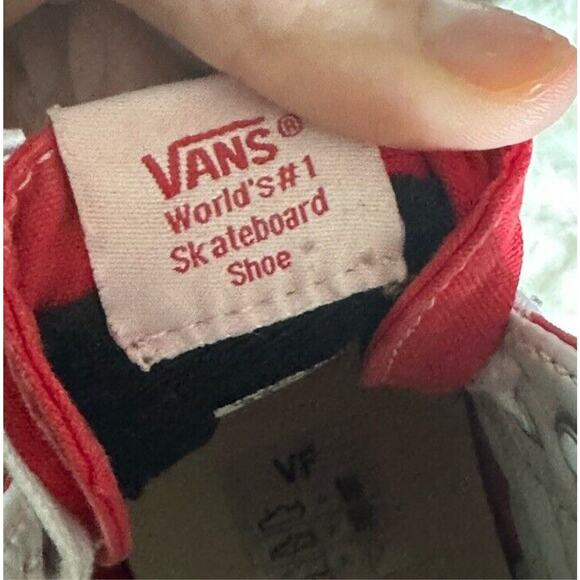 VANS®
World's #1
Skateboard
Shoe
VF